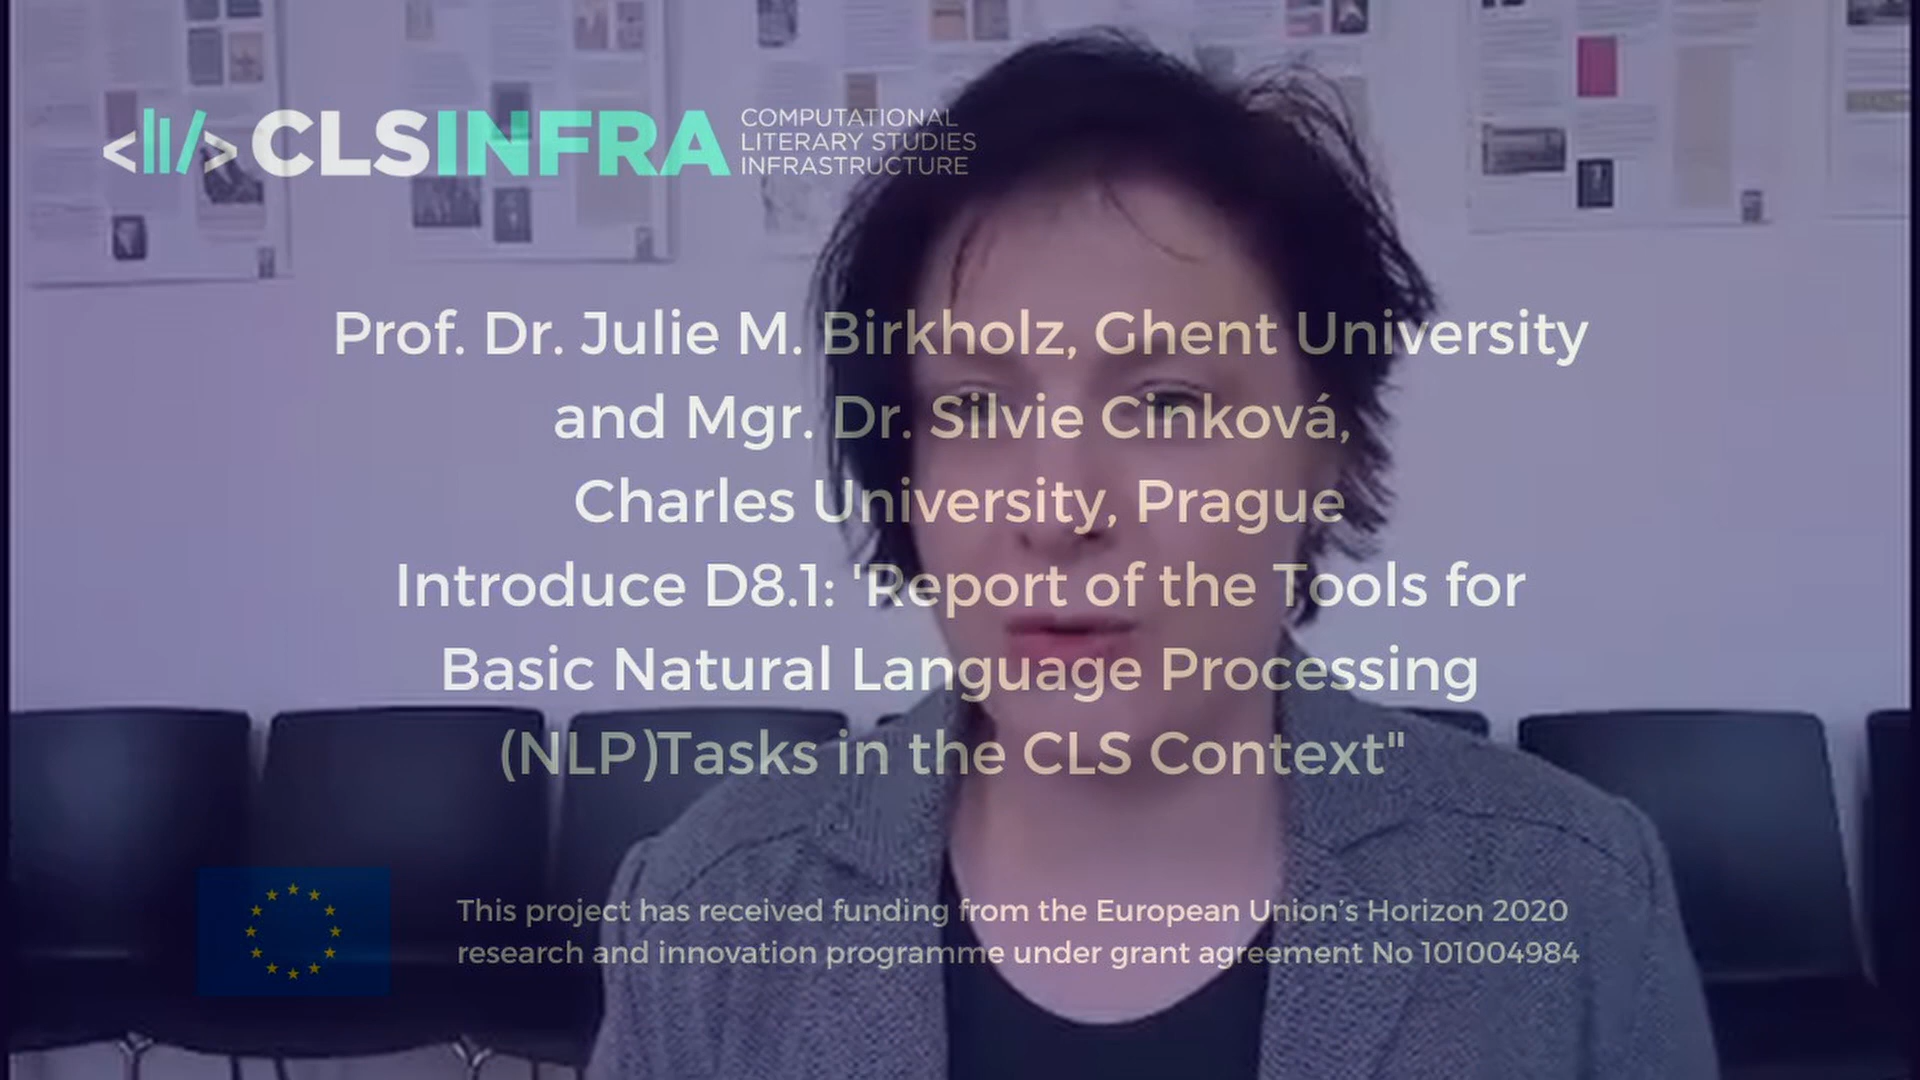 <II/>CLSINFRA
COMPUTATIONAL
LITERARY STUDIES
INFRASTRUCTURE
Prof. Dr. Julie M. Birkholz, Ghent University
and Mgr. Dr. Silvie Cinková,
Charles University, Prague
Introduce D8.1: 'Report of the Tools for
Basic Natural Language Processing
(NLP)Tasks in the CLS Context"
This project has received funding from the European Union's Horizon 2020
research and innovation programme under grant agreement No 101004984